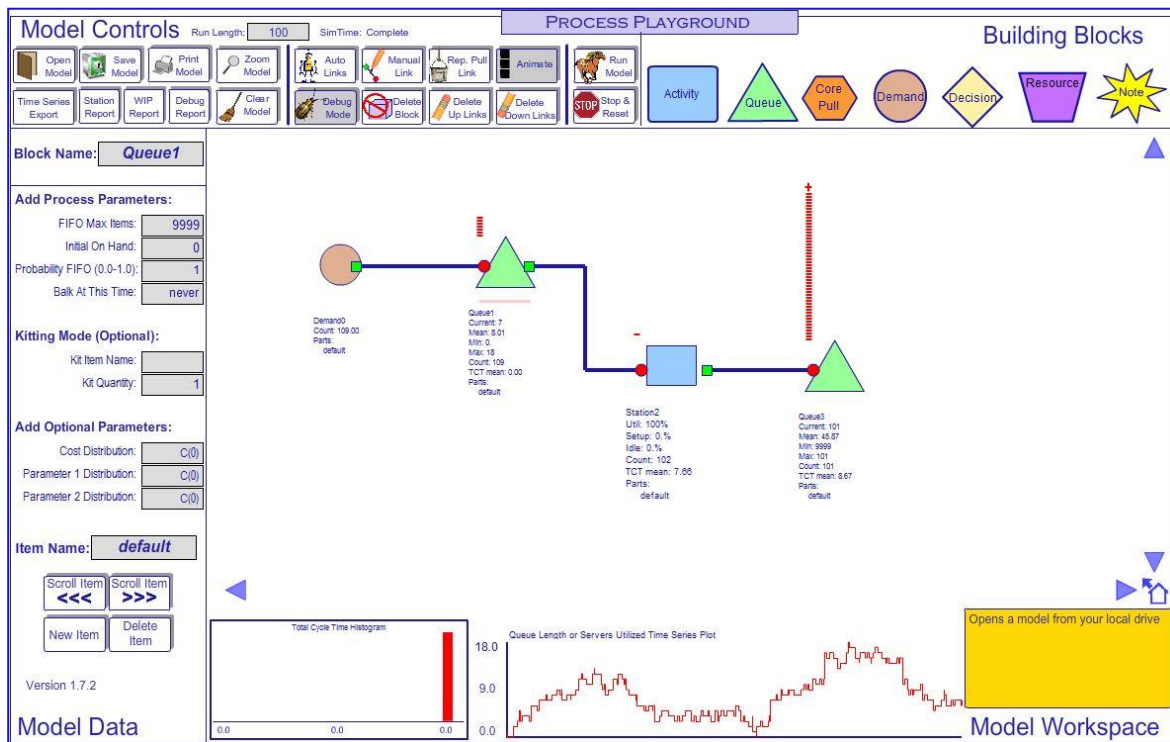 PROCESS PLAYGROUND
Model Controls
Run Length:
100
SimTime: Complete
Building Blocks
Open
Model
Save
Model
Print
Model
Zoom
Model
Auto
Links
Manual
Link
Rep. Pull
Link
Animate
Run
Model
Time Series
Export
Station
Report
WIP
Report
Debug
Report
Clear
Model
Debug
Mode
Delete
Block
Delete
Up Links
Delete
Down Links
STOP
Stop &
Reset
Activity
Queue
Core
Pull
Demand
Decision
Resource
Note
Block Name:
Queue1
Add Process Parameters:
FIFO Max Items:
9999
Initial On Hand:
0
Probability FIFO (0.0-1.0):
1
Balk At This Time:
never
Kitting Mode (Optional):
Kit Item Name:
Kit Quantity:
1
Add Optional Parameters:
Cost Distribution:
C(0)
Parameter 1 Distribution:
C(0)
Parameter 2 Distribution:
C(0)
Item Name:
default
Scroll Item
<<<
Scroll Item
>>>
New Item
Delete
Item
Version 1.7.2
Model Data
Demand0
Count: 109.00
Parts:
default
Queue1
Current: 7
Mean: 8.01
Min: 0.
Max: 18
Count: 109
TCT mean: 0.00
Parts:
default
-
Station2
Util: 100%
Setup: 0.%
Idle: 0.%
Count: 102
TCT mean: 7.66
Parts:
default
+
Queue3
Current: 101
Mean: 45.87
Min: 9999
Max: 101
Count: 101
TCT mean: 8.67
Parts:
default
Total Cycle Time Histogram
0.0
0.0
0.0
Queue Length or Servers Utilized Time Series Plot
18.0
9.0
0.0
Opens a model from your local drive
Model Workspace